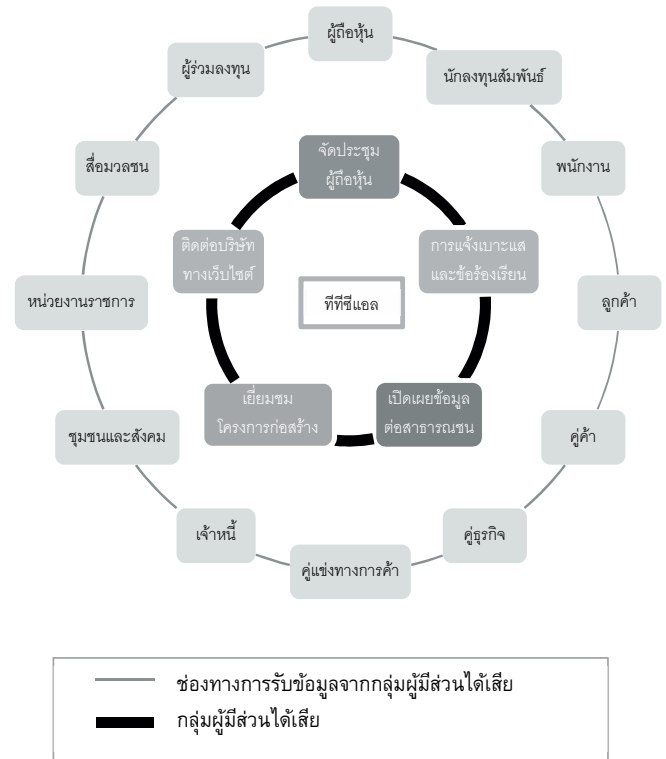 ผู้ถือหุ้น
ผู้ร่วมลงทุน
นักลงทุนสัมพันธ์
สื่อมวลชน
จัดประชุม
ผู้ถือหุ้น
พนักงาน
ติดต่อบริษัท
ทางเว็บไซต์
การแจ้งเบาะแส
และข้อร้องเรียน
หน่วยงานราชการ
ทีทีซีแอล
ลูกค้า
เยี่ยมชม
โครงการก่อสร้าง
เปิดเผยข้อมูล
ต่อสาธารณชน
ชุมชนและสังคม
คู่ค้า
เจ้าหนี้
คู่ธุรกิจ
คู่แข่งทางการค้า
ช่องทางการรับข้อมูลจากกลุ่มผู้มีส่วนได้เสีย
กลุ่มผู้มีส่วนได้เสีย